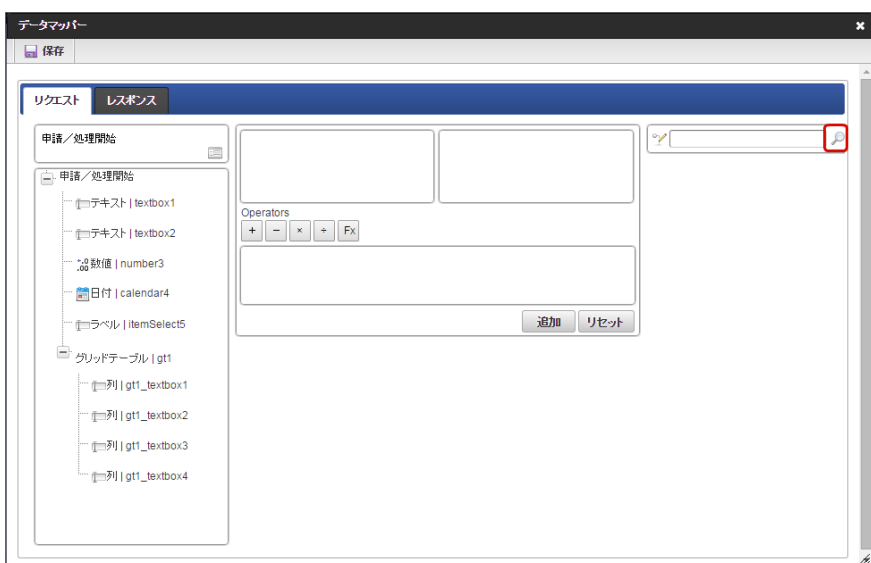 データマッパー
保存
リクエスト レスポンス
申請／処理開始
申請／処理開始
テキスト | textbox1
テキスト | textbox2
数値 | number3
日付 | calendar4
ラベル | itemSelect5
グリッドテーブル | gt1
列 | gt1_textbox1
列 | gt1_textbox2
列 | gt1_textbox3
列 | gt1_textbox4
Operators
+ − × ÷ Fx
追加 リセット